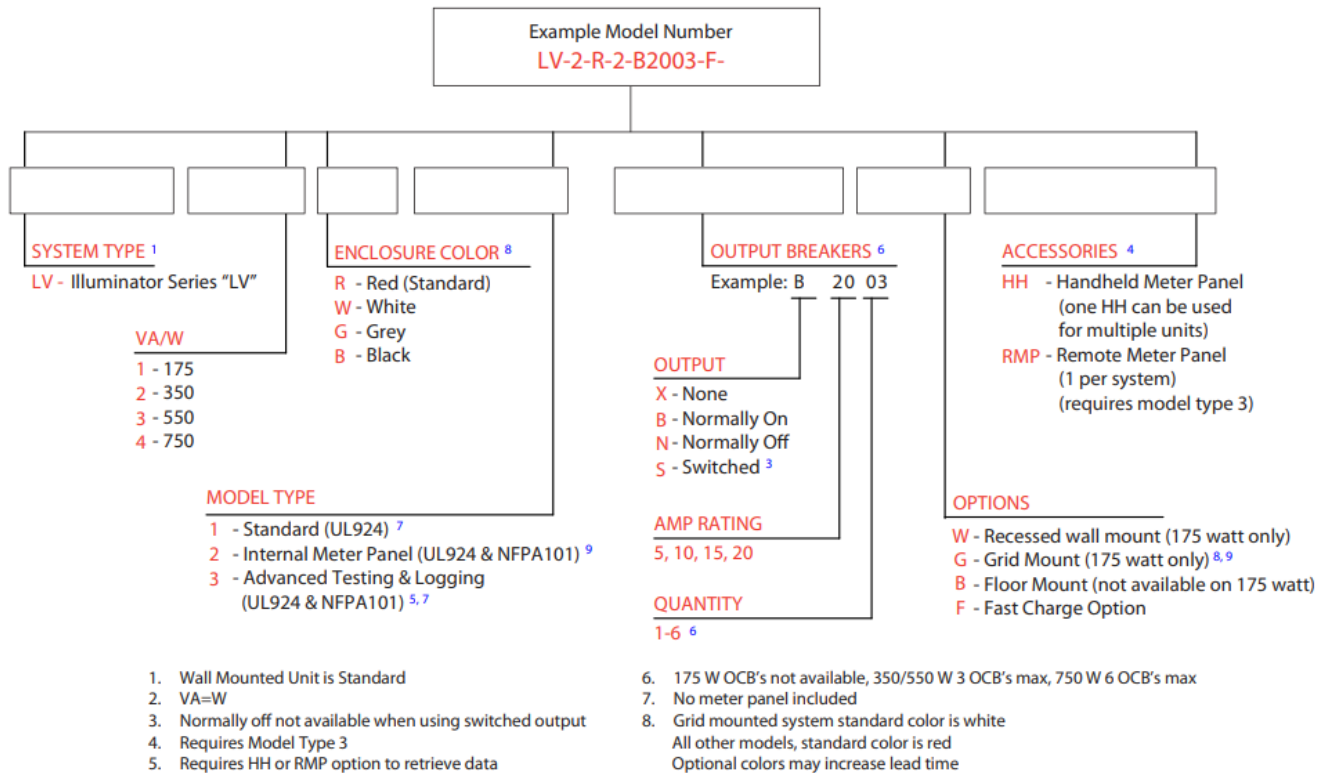 Example Model Number
LV-2-R-2-B2003-F-
SYSTEM TYPE 1
LV - Illuminator Series “LV”
VA/W
1 - 175
2 - 350
3 - 550
4 - 750
ENCLOSURE COLOR 8
R - Red (Standard)
W - White
G - Grey
B - Black
MODEL TYPE
1 - Standard (UL924) 7
2 - Internal Meter Panel (UL924 & NFPA101) 9
3 - Advanced Testing & Logging
(UL924 & NFPA101) 5, 7
OUTPUT BREAKERS 6
Example: B 20 03
OUTPUT
X - None
B - Normally On
N - Normally Off
S - Switched 3
AMP RATING
5, 10, 15, 20
QUANTITY
1-6 6
ACCESSORIES 4
HH - Handheld Meter Panel
(one HH can be used
for multiple units)
RMP - Remote Meter Panel
(1 per system)
(requires model type 3)
OPTIONS
W - Recessed wall mount (175 watt only)
G - Grid Mount (175 watt only) 8, 9
B - Floor Mount (not available on 175 watt)
F - Fast Charge Option
1. Wall Mounted Unit is Standard
2. VA=W
3. Normally off not available when using switched output
4. Requires Model Type 3
5. Requires HH or RMP option to retrieve data
6. 175 W OCB's not available, 350/550 W 3 OCB's max, 750 W 6 OCB's max
7. No meter panel included
8. Grid mounted system standard color is white
All other models, standard color is red
Optional colors may increase lead time